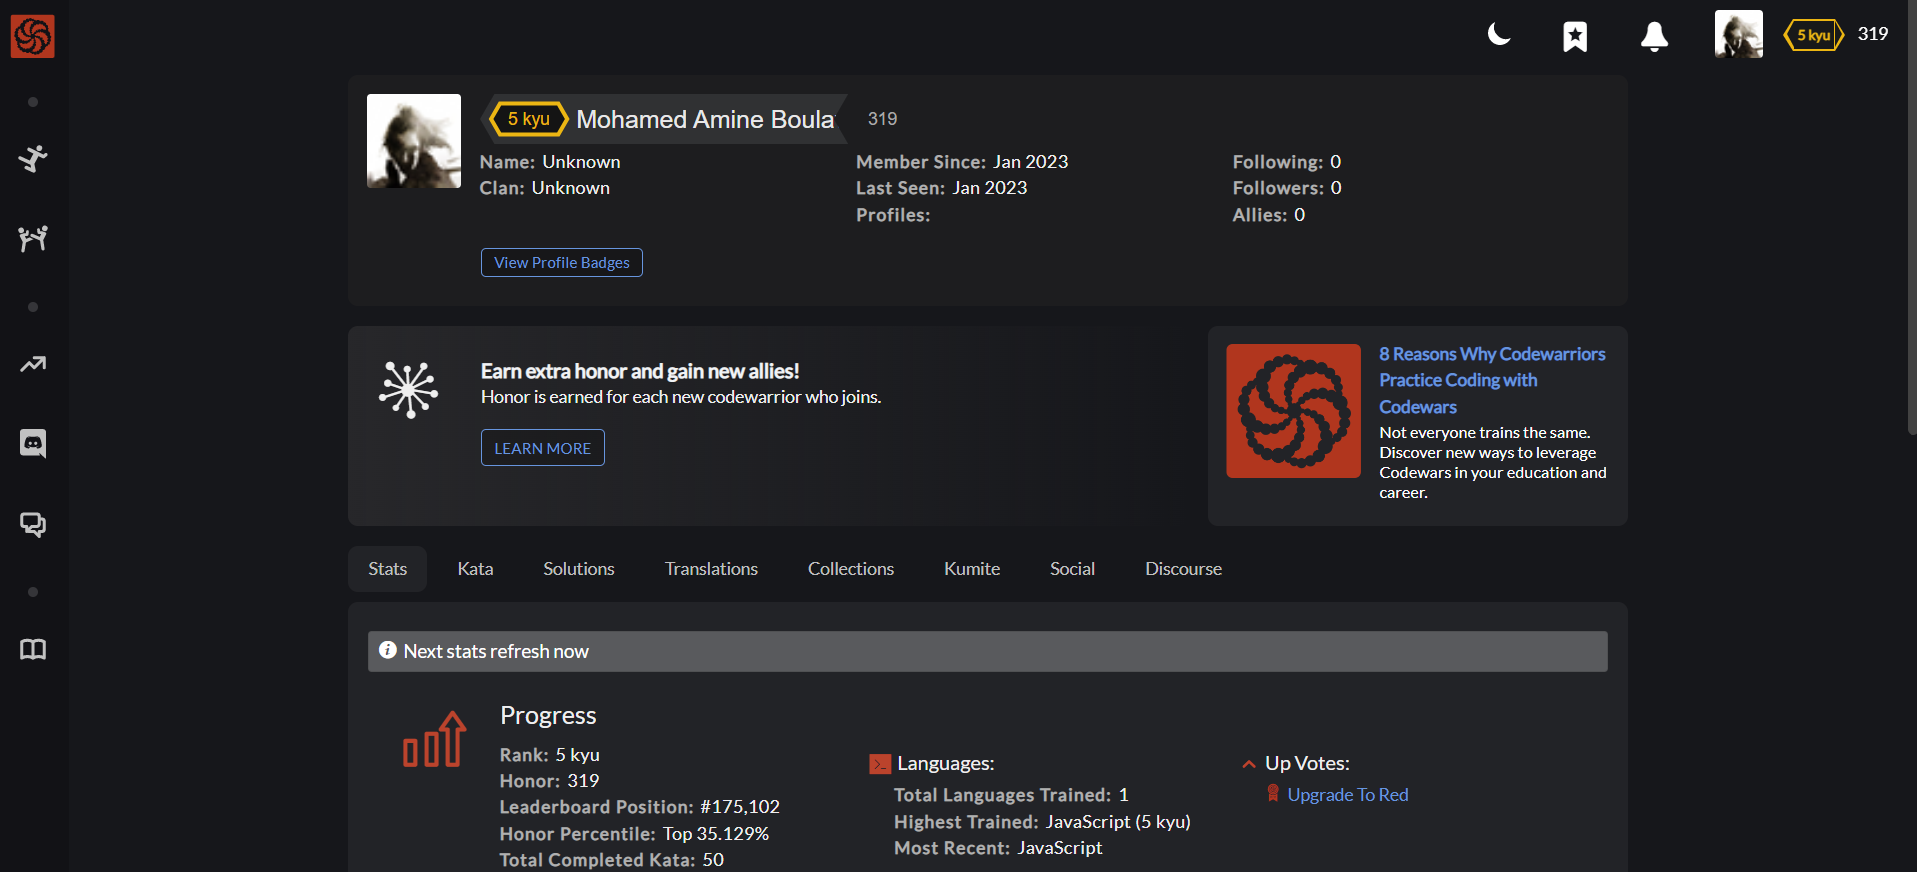 5 kyu 319
5 kyu Mohamed Amine Boula 319
Name: Unknown
Clan: Unknown
Member Since: Jan 2023
Last Seen: Jan 2023
Profiles:
Following: 0
Followers: 0
Allies: 0
View Profile Badges
Earn extra honor and gain new allies!
Honor is earned for each new codewarrior who joins.
LEARN MORE
8 Reasons Why Codewarriors
Practice Coding with
Codewars
Not everyone trains the same.
Discover new ways to leverage
Codewars in your education and
career.
Stats Kata Solutions Translations Collections Kumite Social Discourse
Next stats refresh now
Progress
Rank: 5 kyu
Honor: 319
Leaderboard Position: #175,102
Honor Percentile: Top 35.129%
Total Completed Kata: 50
Languages:
Total Languages Trained: 1
Highest Trained: JavaScript (5 kyu)
Most Recent: JavaScript
Up Votes:
Upgrade To Red